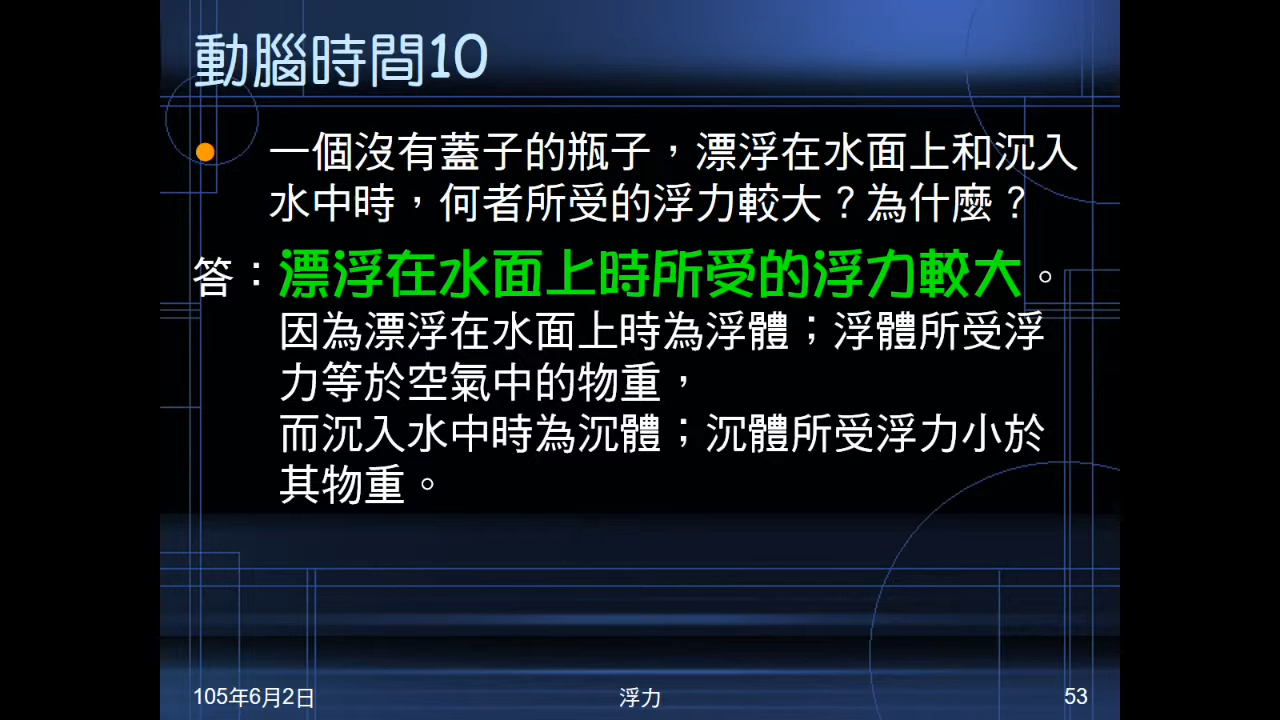 動腦時間10
一個沒有蓋子的瓶子，漂浮在水面上和沉入
水中時，何者所受的浮力較大？為什麼？
答：漂浮在水面上時所受的浮力較大。
因為漂浮在水面上時為浮體；浮體所受浮
力等於空氣中的物重，
而沉入水中時為沉體；沉體所受浮力小於
其物重。
105年6月2日
浮力
53